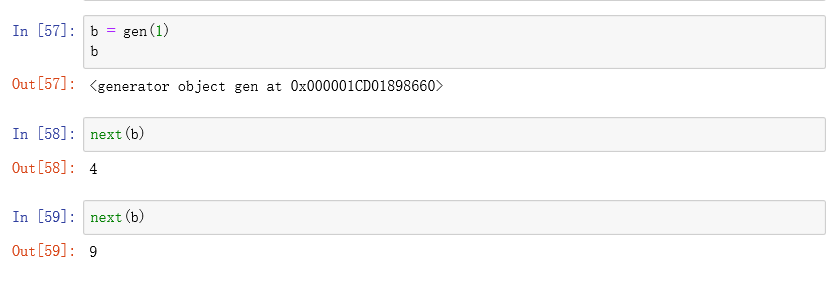 In [57]: b = gen(1)
b
Out[57]: <generator object gen at 0x000001CD01898660>
In [58]: next(b)
Out[58]: 4
In [59]: next(b)
Out[59]: 9